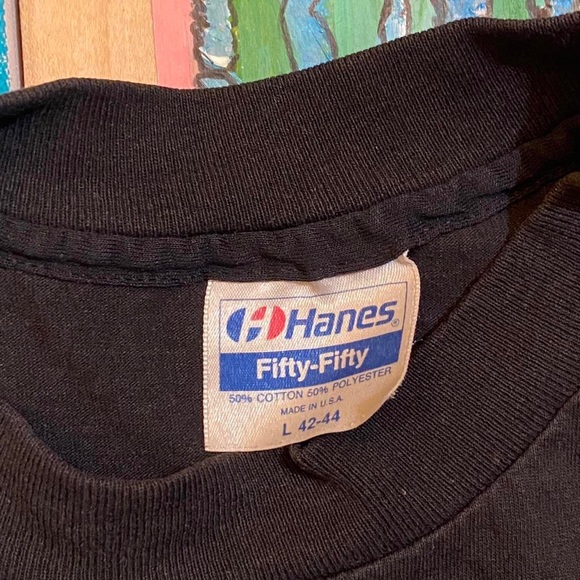 Hanes®
Fifty-Fifty
50% COTTON 50% POLYESTER
MADE IN U.S.A.
L 42-44